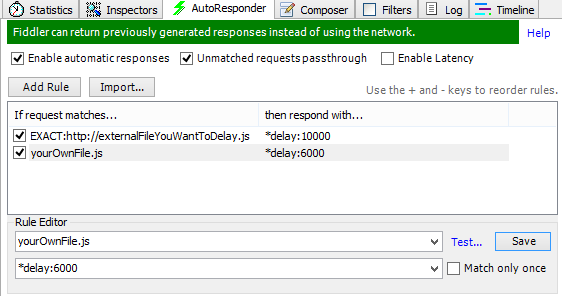 Statistics Inspectors AutoResponder Composer Filters Log Timeline
Fiddler can return previously generated responses instead of using the network. Help
Enable automatic responses Unmatched requests passthrough Enable Latency
Add Rule Import... Use the + and - keys to reorder rules.
If request matches... then respond with...
EXACT:http://externalFileYouWantToDelay.js *delay:10000
yourOwnFile.js *delay:6000
Rule Editor
yourOwnFile.js Test... Save
*delay:6000 Match only once